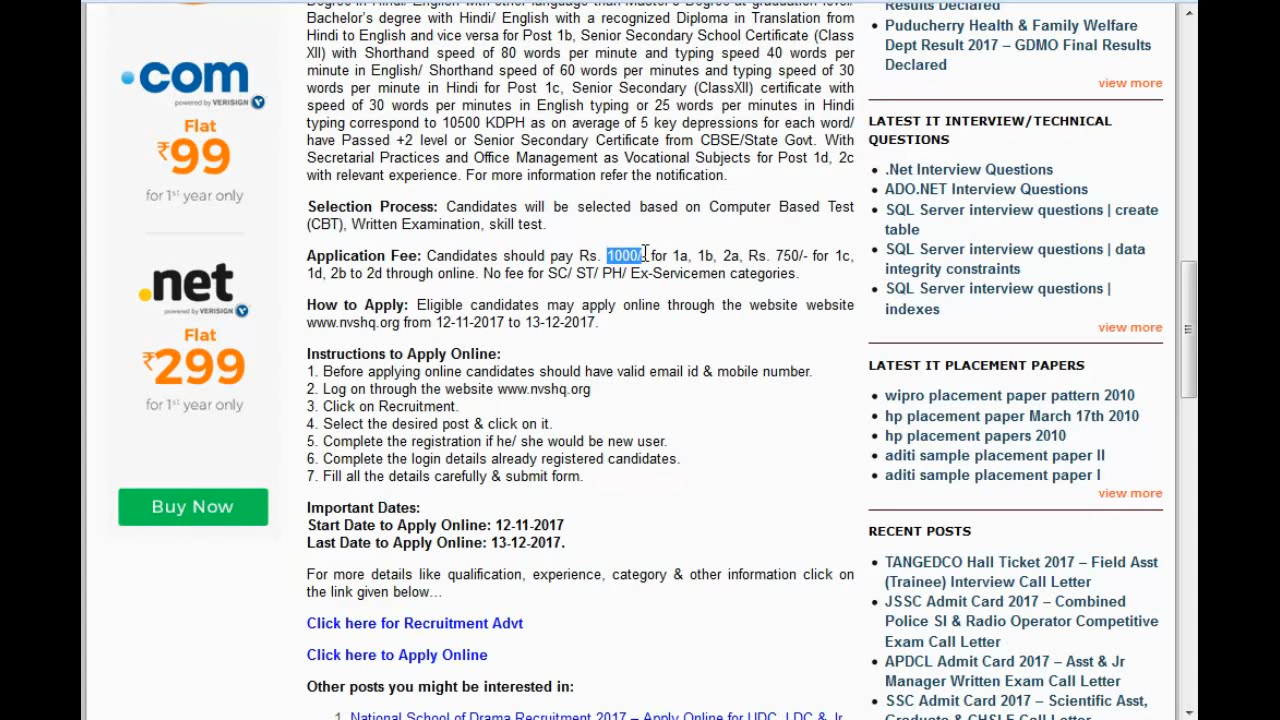 .com
powered by VERISIGN
Flat
₹99
for 1st year only
.net
powered by VERISIGN
Flat
₹299
for 1st year only
Buy Now
Bachelor's degree with Hindi/ English with a recognized Diploma in Translation from
Hindi to English and vice versa for Post 1b, Senior Secondary School Certificate (Class
XII) with Shorthand speed of 80 words per minute and typing speed 40 words per
minute in English/ Shorthand speed of 60 words per minutes and typing speed of 30
words per minute in Hindi for Post 1c, Senior Secondary (ClassXII) certificate with
speed of 30 words per minutes in English typing or 25 words per minutes in Hindi
typing correspond to 10500 KDPH as on average of 5 key depressions for each word/
have Passed +2 level or Senior Secondary Certificate from CBSE/State Govt. With
Secretarial Practices and Office Management as Vocational Subjects for Post 1d, 2c
with relevant experience. For more information refer the notification.
Selection Process: Candidates will be selected based on Computer Based Test
(CBT), Written Examination, skill test.
Application Fee: Candidates should pay Rs. 1000/- for 1a, 1b, 2a, Rs. 750/- for 1c,
1d, 2b to 2d through online. No fee for SC/ ST/ PH/ Ex-Servicemen categories.
How to Apply: Eligible candidates may apply online through the website website
www.nvshq.org from 12-11-2017 to 13-12-2017.
Instructions to Apply Online:
1. Before applying online candidates should have valid email id & mobile number.
2. Log on through the website www.nvshq.org
3. Click on Recruitment.
4. Select the desired post & click on it.
5. Complete the registration if he/ she would be new user.
6. Complete the login details already registered candidates.
7. Fill all the details carefully & submit form.
Important Dates:
Start Date to Apply Online: 12-11-2017
Last Date to Apply Online: 13-12-2017.
For more details like qualification, experience, category & other information click on
the link given below…
Click here for Recruitment Advt
Click here to Apply Online
Other posts you might be interested in:
1. National School of Drama Recruitment 2017 – Apply Online for UDC, LDC & Jr
Results Declared
Puducherry Health & Family Welfare
Dept Result 2017 – GDMO Final Results
Declared
view more
LATEST IT INTERVIEW/TECHNICAL
QUESTIONS
.Net Interview Questions
ADO.NET Interview Questions
SQL Server interview questions | create
table
SQL Server interview questions | data
integrity constraints
SQL Server interview questions |
indexes
view more
LATEST IT PLACEMENT PAPERS
wipro placement paper pattern 2010
hp placement paper March 17th 2010
hp placement papers 2010
aditi sample placement paper II
aditi sample placement paper I
view more
RECENT POSTS
TANGEDCO Hall Ticket 2017 – Field Asst
(Trainee) Interview Call Letter
JSSC Admit Card 2017 – Combined
Police SI & Radio Operator Competitive
Exam Call Letter
APDCL Admit Card 2017 – Asst & Jr
Manager Written Exam Call Letter
SSC Admit Card 2017 – Scientific Asst,
Graduate & CHSLE Call Letter